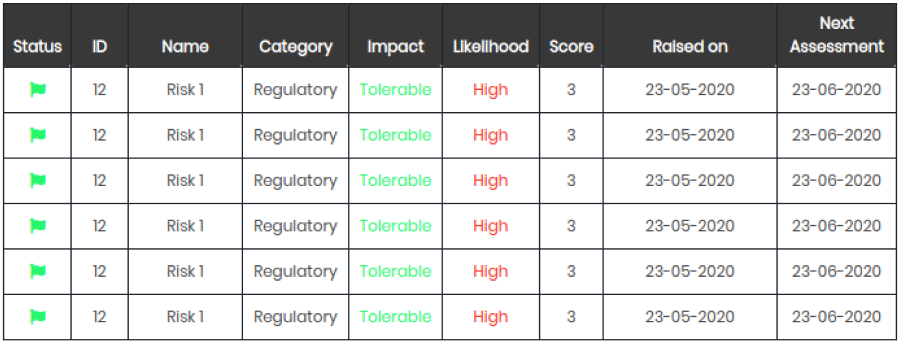 Status ID Name Category Impact Likelihood Score Raised on Next Assessment
12 Risk 1 Regulatory Tolerable High 3 23-05-2020 23-06-2020
12 Risk 1 Regulatory Tolerable High 3 23-05-2020 23-06-2020
12 Risk 1 Regulatory Tolerable High 3 23-05-2020 23-06-2020
12 Risk 1 Regulatory Tolerable High 3 23-05-2020 23-06-2020
12 Risk 1 Regulatory Tolerable High 3 23-05-2020 23-06-2020
12 Risk 1 Regulatory Tolerable High 3 23-05-2020 23-06-2020